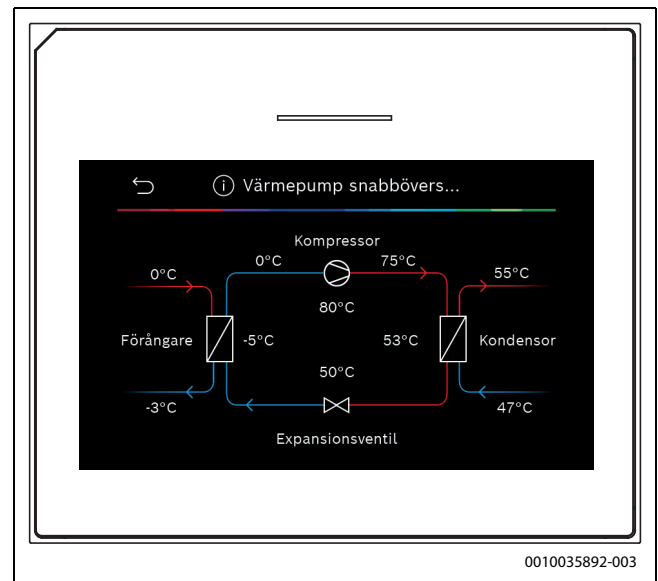 Värmepump snabbövers...
Kompressor
0°C
0°C
75°C
55°C
80°C
Förångare
-5°C
53°C
Kondensor
50°C
-3°C
47°C
Expansionsventil
0010035892-003